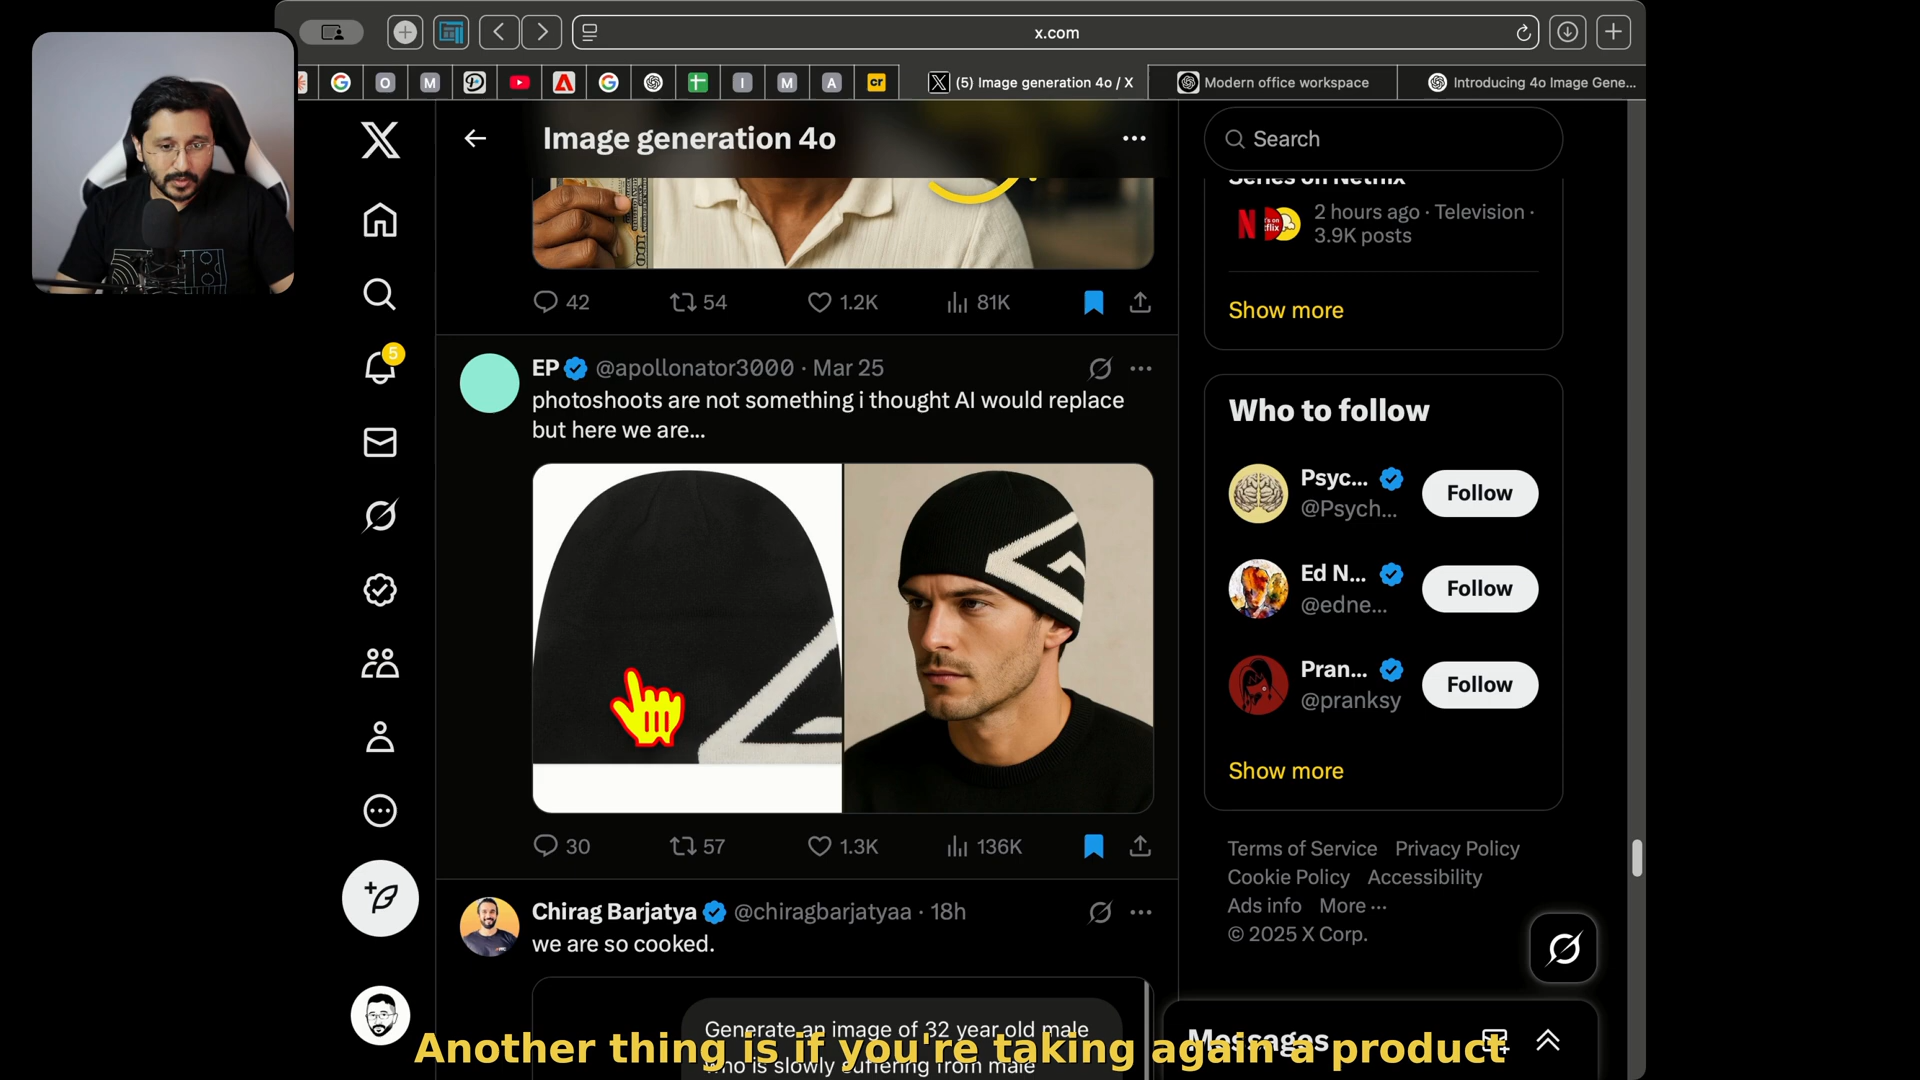 x.com
O
M
I
M
A
cr
(5) Image generation 4o / X
Modern office workspace
Introducing 4o Image Gene...
Image generation 4o
Search
Series on Netflix
2 hours ago · Television ·
3.9K posts
Show more
42
54
1.2K
81K
5
EP @apollonator3000 · Mar 25
photoshoots are not something i thought AI would replace
but here we are...
30
57
1.3K
136K
Who to follow
Psyc...
@Psych...
Follow
Ed N...
@edne...
Follow
Pran...
@pranksy
Follow
Show more
Terms of Service Privacy Policy
Cookie Policy Accessibility
Ads info More ···
© 2025 X Corp.
Chirag Barjatya @chiragbarjatyaa · 18h
we are so cooked.
Generate an image of 32 year old male
who is slowly suffering from male
Messages
Another thing is if you're taking again a product